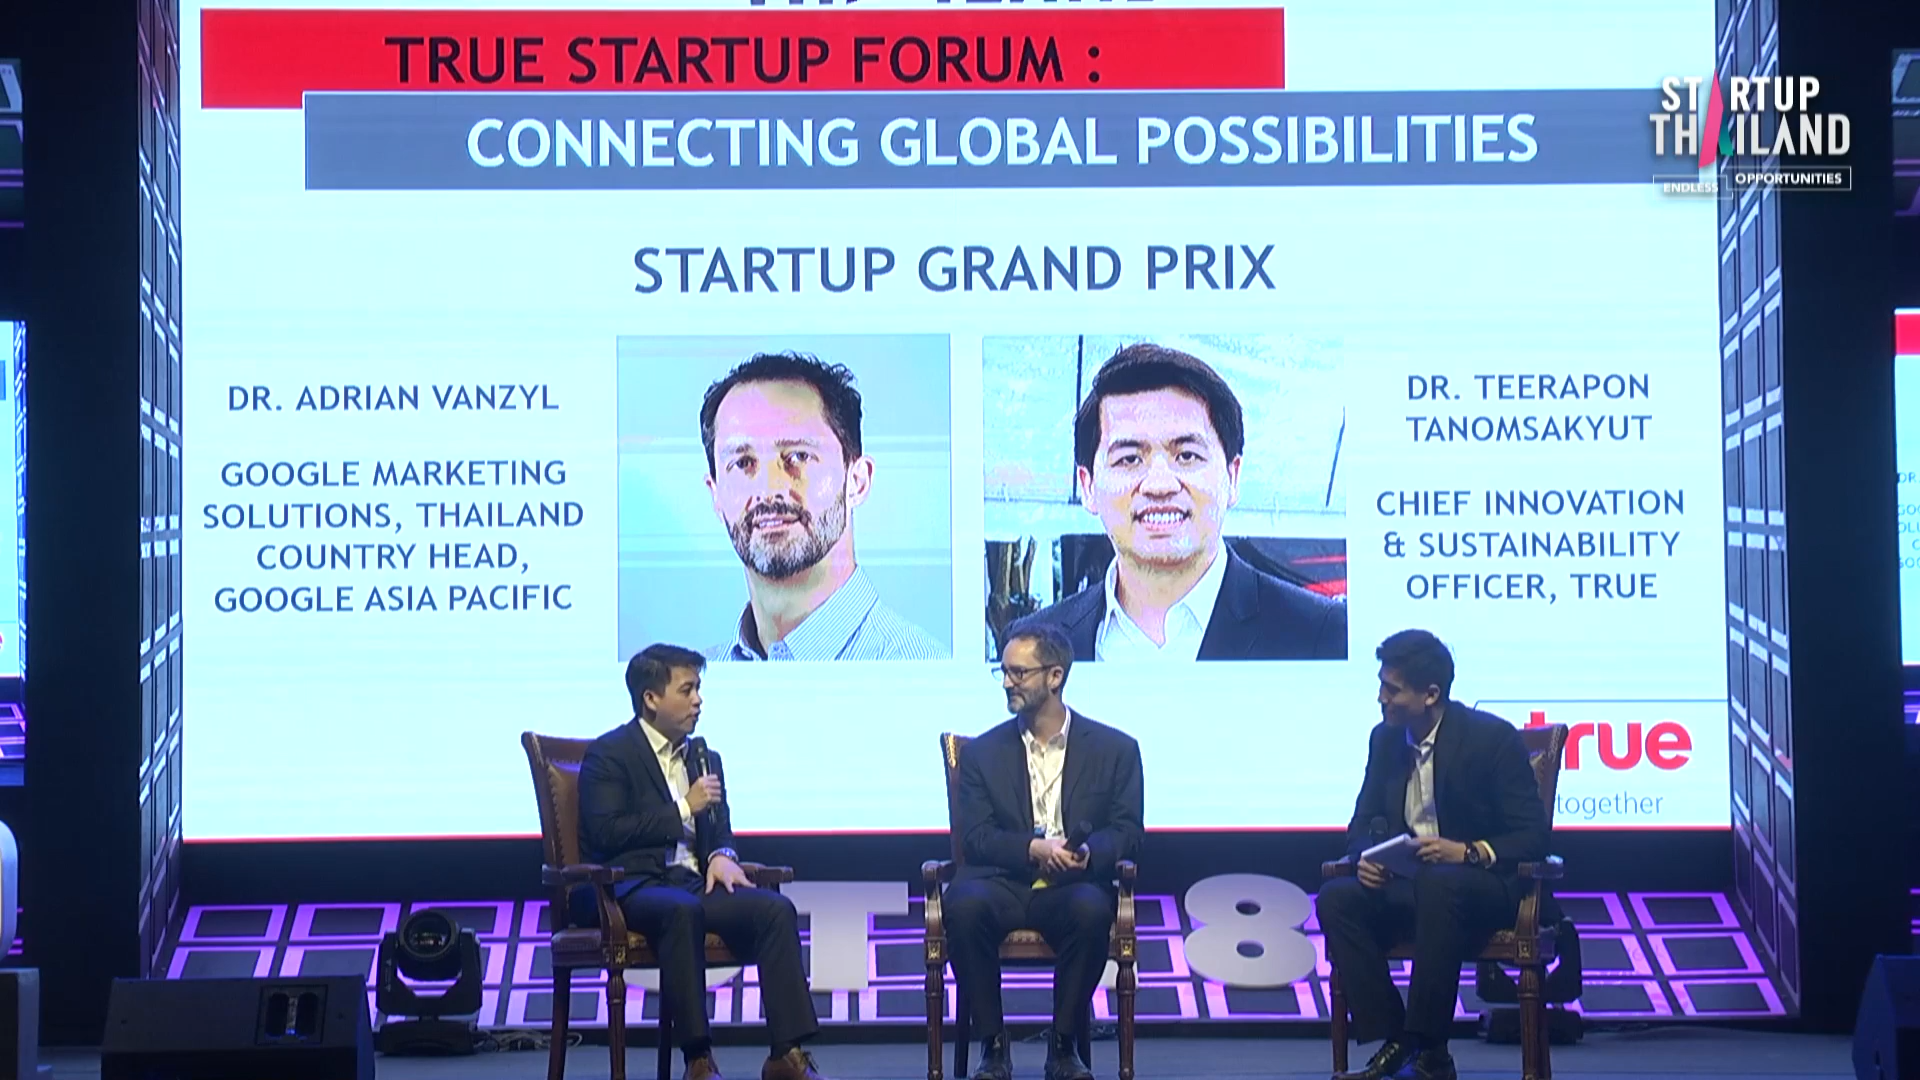 TRUE STARTUP FORUM :
CONNECTING GLOBAL POSSIBILITIES
STARTUP
THAILAND
ENDLESS OPPORTUNITIES
STARTUP GRAND PRIX
DR. ADRIAN VANZYL
GOOGLE MARKETING
SOLUTIONS, THAILAND
COUNTRY HEAD,
GOOGLE ASIA PACIFIC
DR. TEERAPON
TANOMSAKYUT
CHIEF INNOVATION
& SUSTAINABILITY
OFFICER, TRUE
true
together
T 8